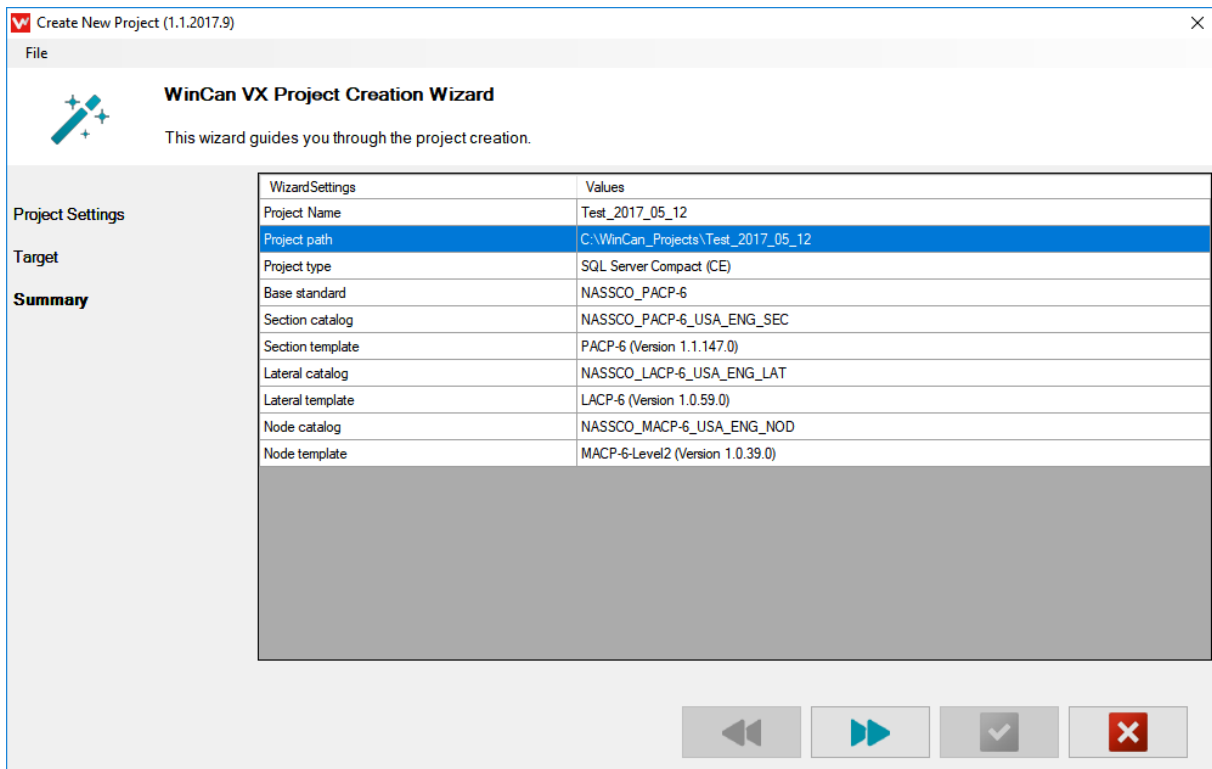 Create New Project (1.1.2017.9)
File
WinCan VX Project Creation Wizard
This wizard guides you through the project creation.
Project Settings
Target
Summary
WizardSettings Values
Project Name Test_2017_05_12
Project path C:\WinCan_Projects\Test_2017_05_12
Project type SQL Server Compact (CE)
Base standard NASSCO_PACP-6
Section catalog NASSCO_PACP-6_USA_ENG_SEC
Section template PACP-6 (Version 1.1.147.0)
Lateral catalog NASSCO_LACP-6_USA_ENG_LAT
Lateral template LACP-6 (Version 1.0.59.0)
Node catalog NASSCO_MACP-6_USA_ENG_NOD
Node template MACP-6-Level2 (Version 1.0.39.0)